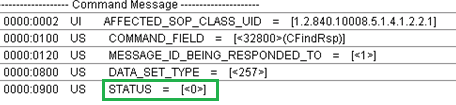 ------------------ Command Message --------------------
0000:0002 UI AFFECTED_SOP_CLASS_UID = [1.2.840.10008.5.1.4.1.2.2.1]
0000:0100 US COMMAND_FIELD = [<32800>(CFindRsp)]
0000:0120 US MESSAGE_ID_BEING_RESPONDED_TO = [<1>]
0000:0800 US DATA_SET_TYPE = [<257>]
0000:0900 US STATUS = [<0>]